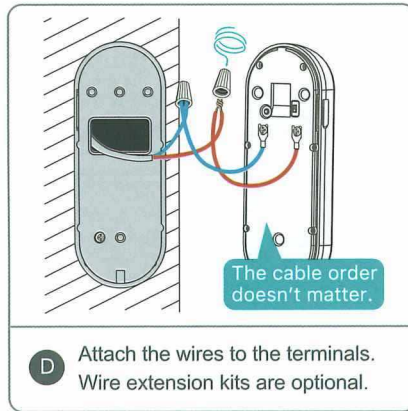 The cable order
doesn't matter.
D
Attach the wires to the terminals.
Wire extension kits are optional.